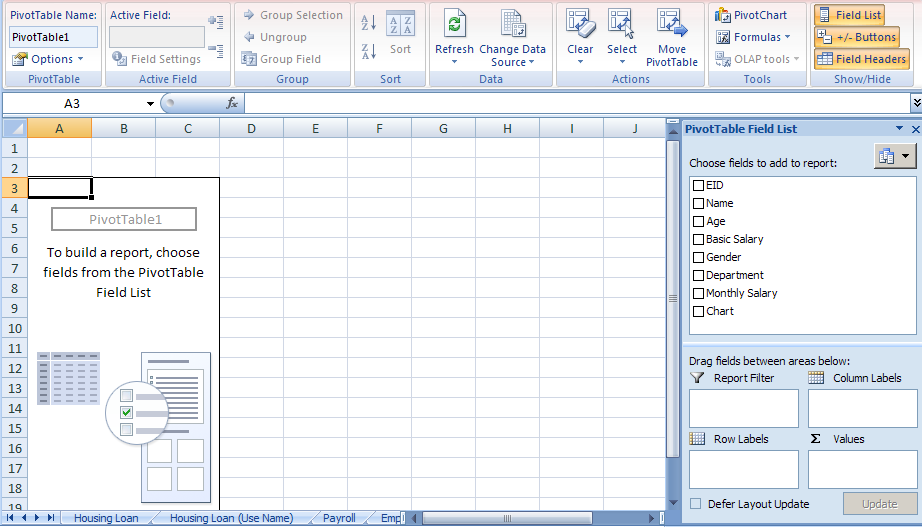 PivotTable Name:
PivotTable1
Options
PivotTable
Active Field:
Field Settings
Active Field
Group Selection
Ungroup
Group Field
Group
Sort
Sort
Refresh
Change Data
Source
Data
Clear
Select
Move
PivotTable
Actions
PivotChart
Formulas
OLAP tools
Tools
Field List
+/- Buttons
Field Headers
Show/Hide
A3
fx
A B C D E F G H I J
1
2
3
4
5
6
7
8
9
10
11
12
13
14
15
16
17
18
19
PivotTable1
To build a report, choose
fields from the PivotTable
Field List
PivotTable Field List
Choose fields to add to report:
EID
Name
Age
Basic Salary
Gender
Department
Monthly Salary
Chart
Drag fields between areas below:
Report Filter
Column Labels
Row Labels
Σ Values
Defer Layout Update
Update
Housing Loan
Housing Loan (Use Name)
Payroll
Emp